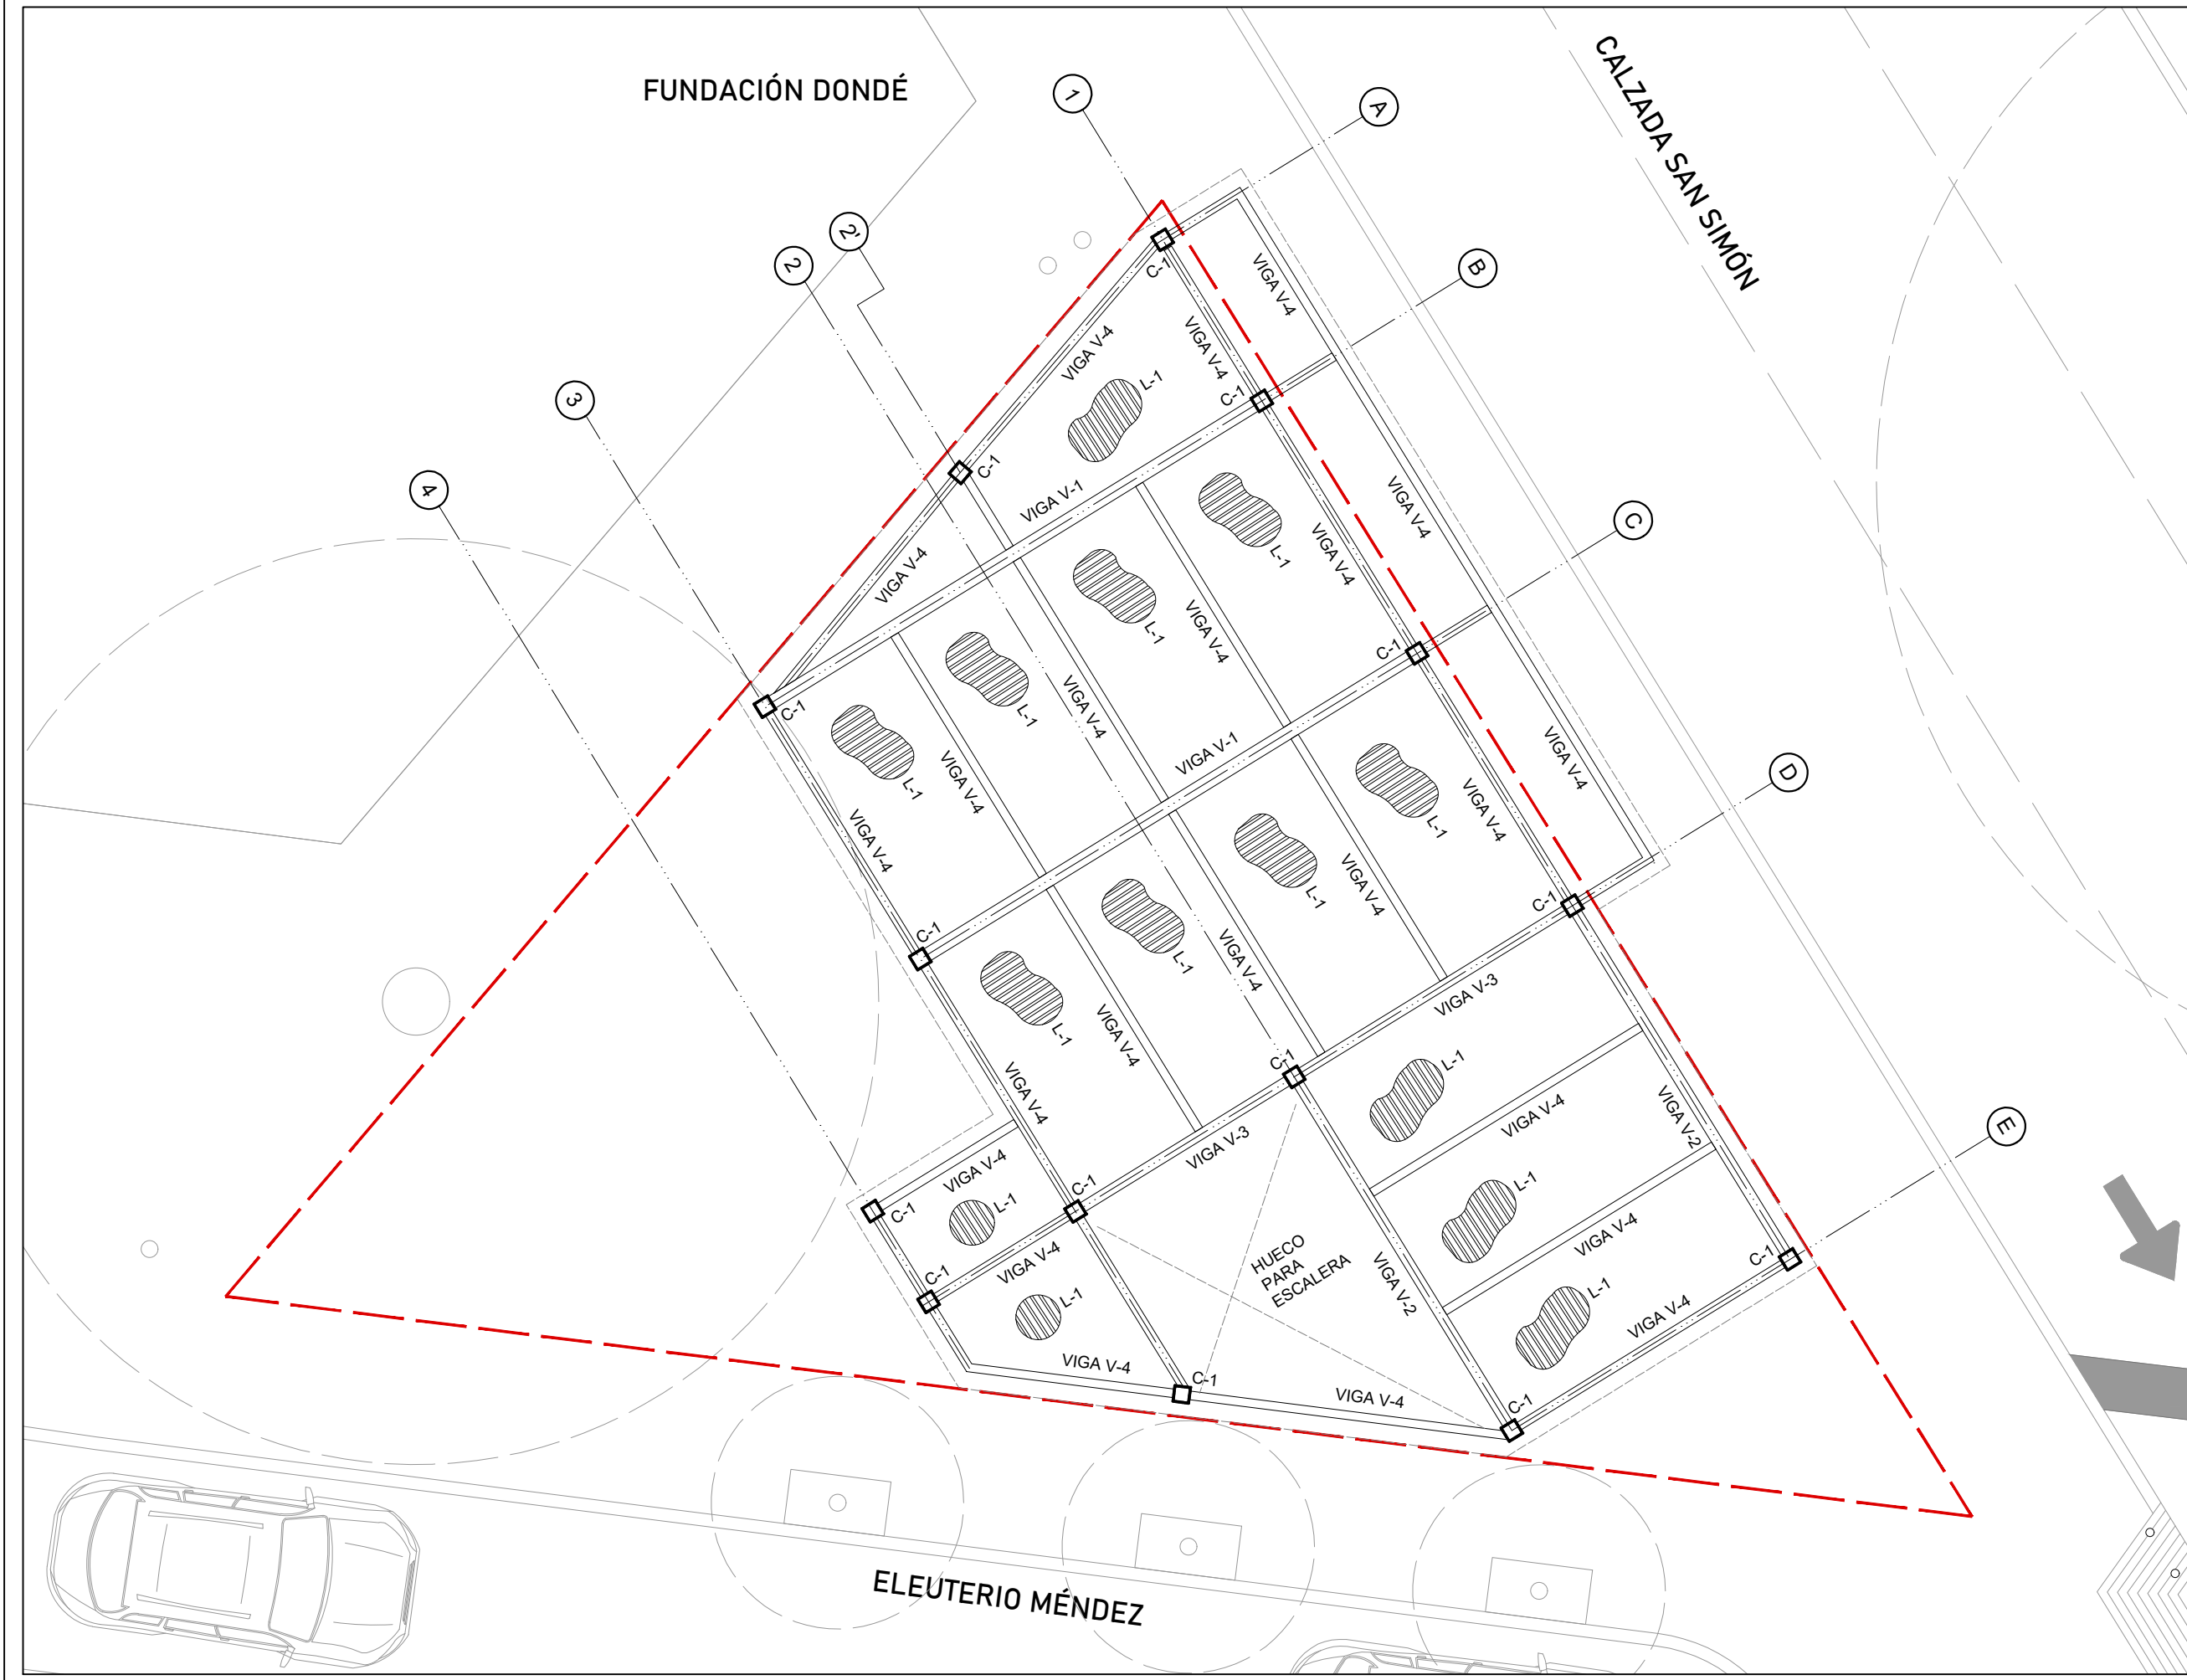 FUNDACIÓN DONDÉ
CALZADA SAN SIMÓN
1
A
2'
2
B
3
4
C
D
E
C-1
VIGA V-4
VIGA V-4
VIGA V-4
L-1
C-1
C-1
VIGA V-1
VIGA V-4
VIGA V-4
VIGA V-4
L-1
L-1
VIGA V-4
L-1
C-1
C-1
VIGA V-4
VIGA V-1
VIGA V-4
L-1
VIGA V-4
VIGA V-4
VIGA V-4
L-1
L-1
VIGA V-4
C-1
C-1
L-1
VIGA V-4
VIGA V-3
L-1
VIGA V-4
VIGA V-4
C-1
L-1
VIGA V-4
VIGA V-4
VIGA V-2
VIGA V-3
VIGA V-4
C-1
C-1
L-1
L-1
VIGA V-4
C-1
VIGA V-4
HUECO
PARA
ESCALERA
VIGA V-2
C-1
L-1
L-1
VIGA V-4
VIGA V-4
C-1
VIGA V-4
C-1
ELEUTERIO MÉNDEZ